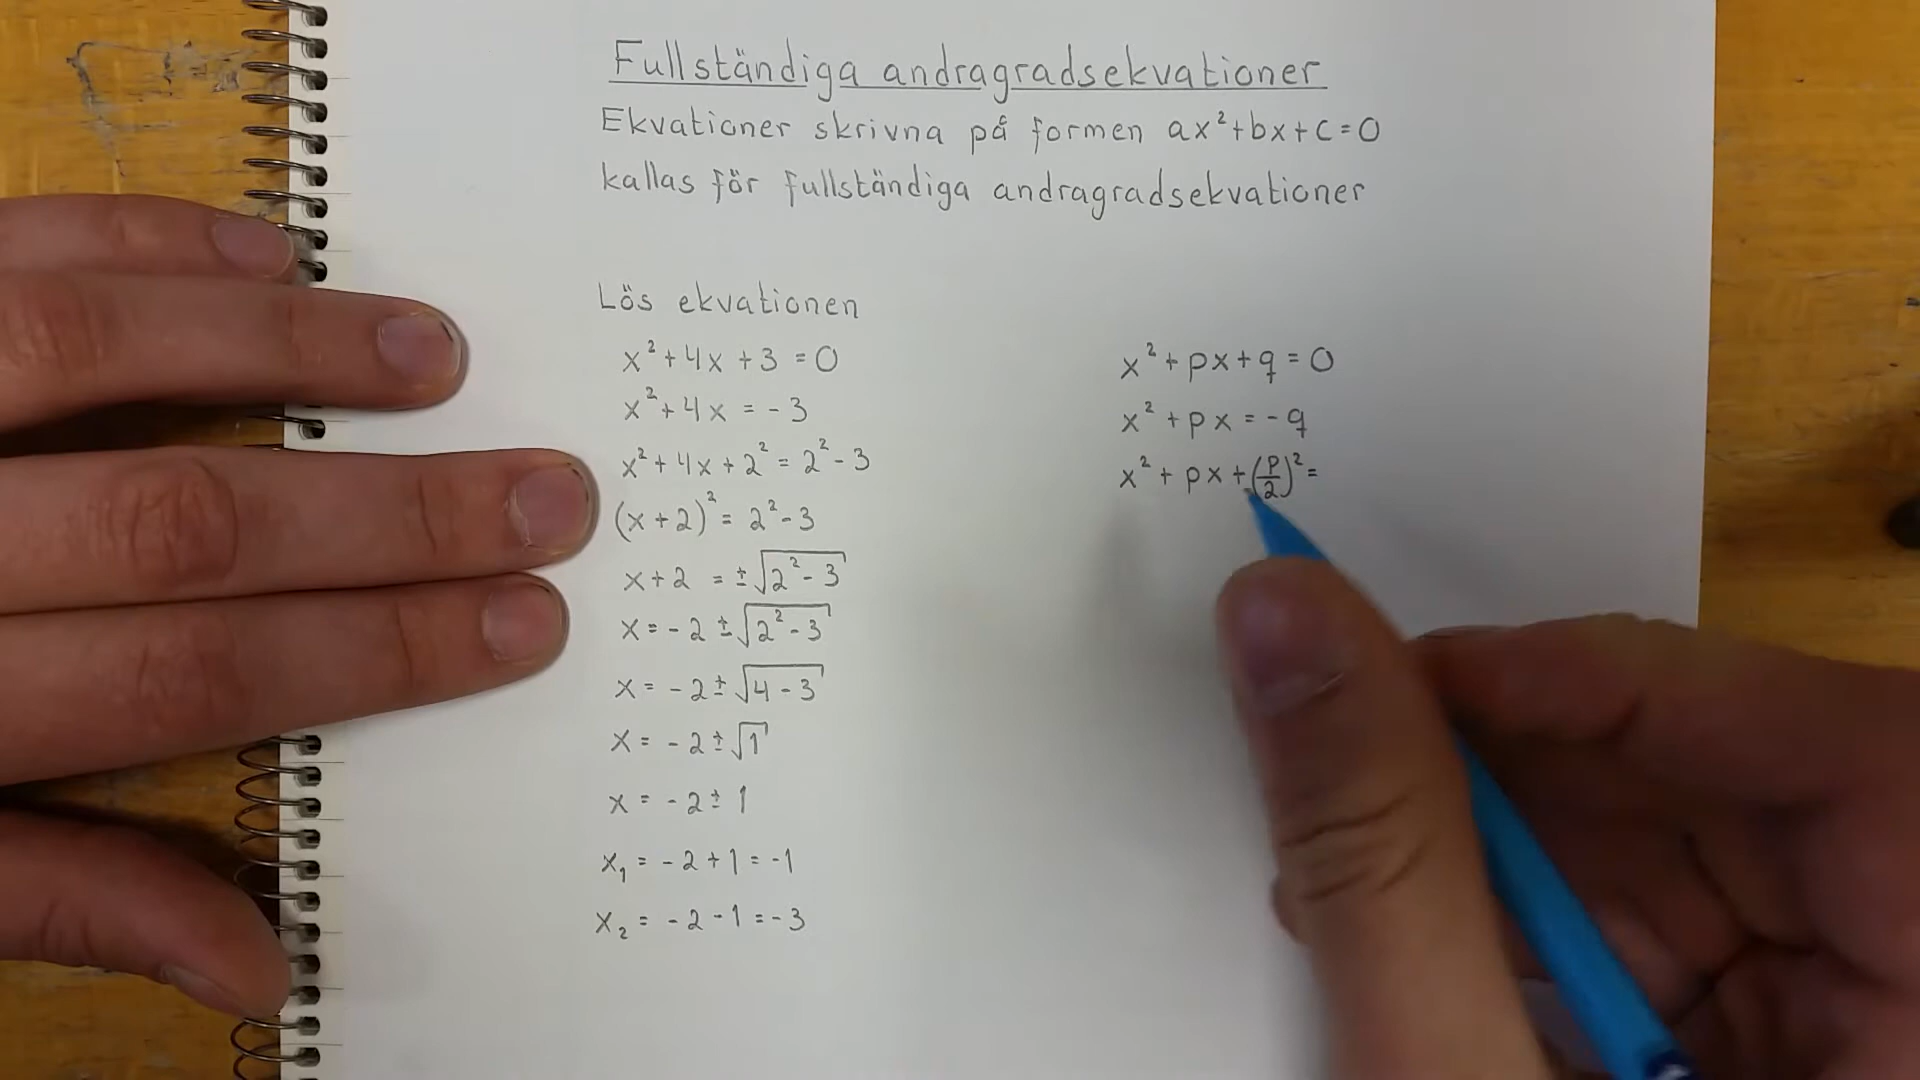 Fullständiga andragradsekvationer
Ekvationer skrivna på formen ax²+bx+c=0
kallas för fullständiga andragradsekvationer
Lös ekvationen
x²+4x+3=0
x²+4x=-3
x²+4x+2²=2²-3
(x+2)²=2²-3
x+2=±√(2²-3)
x=-2±√(2²-3)
x=-2±√(4-3)
x=-2±√1
x=-2±1
x₁=-2+1=-1
x₂=-2-1=-3
x²+px+q=0
x²+px=-q
x²+px+(p/2)²=